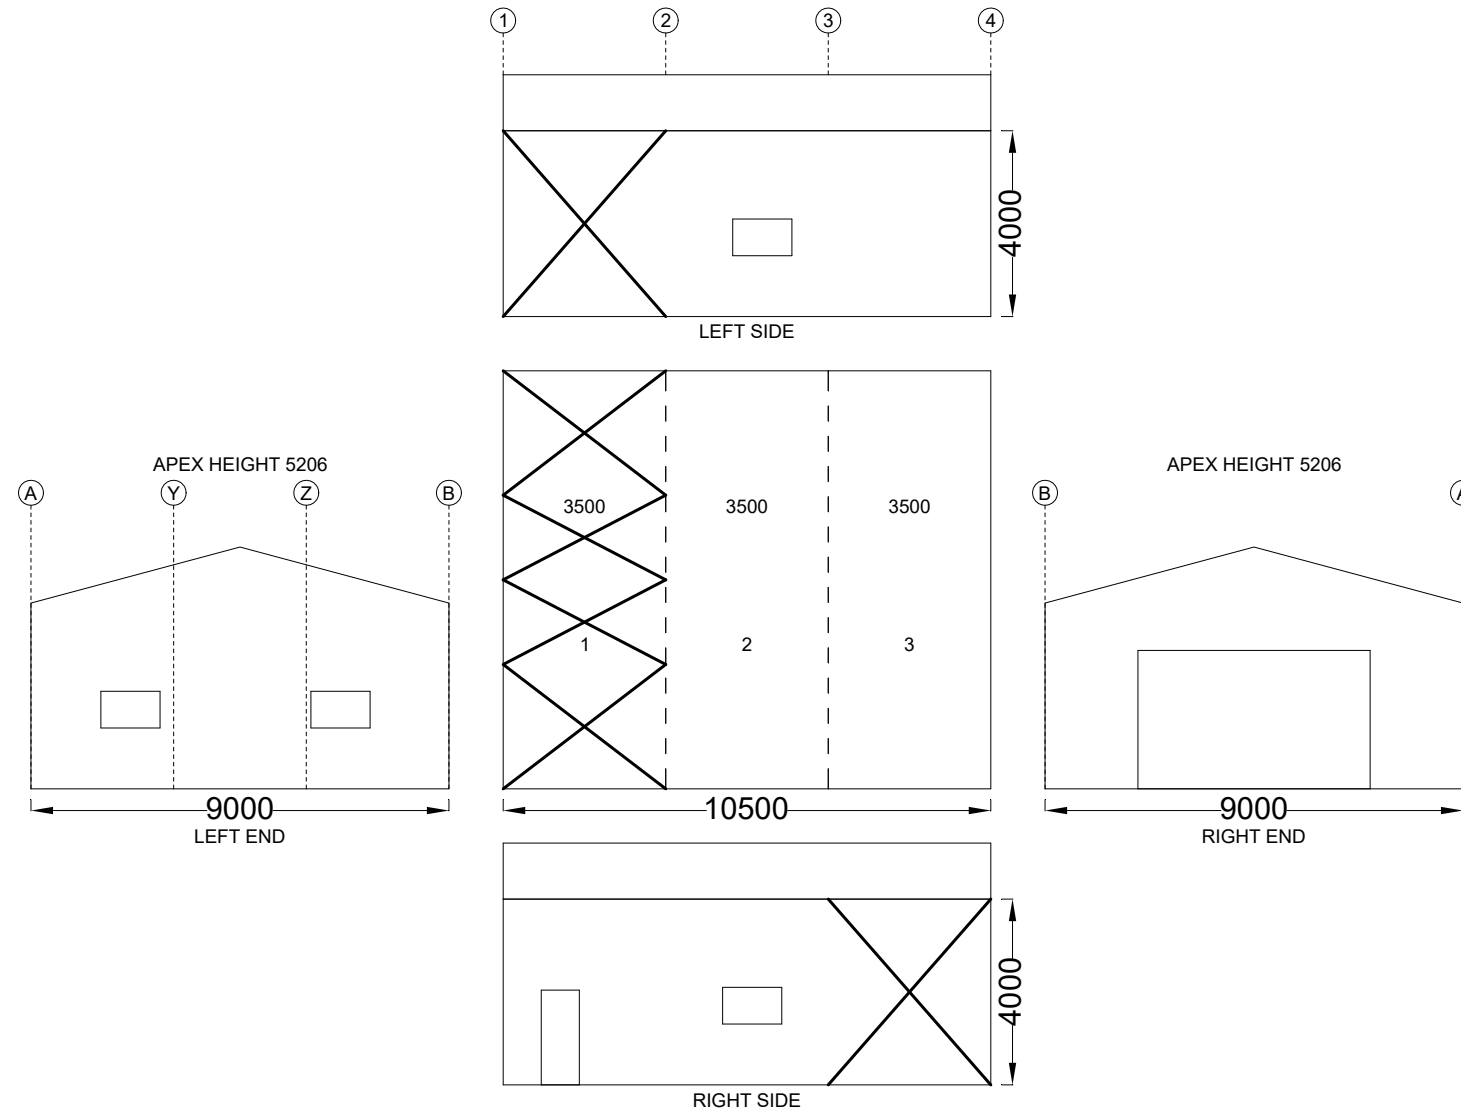 1 2 3 4
4000
LEFT SIDE
APEX HEIGHT 5206
A Y Z B
9000
LEFT END
3500 3500 3500
1 2 3
10500
APEX HEIGHT 5206
B A
9000
RIGHT END
4000
RIGHT SIDE